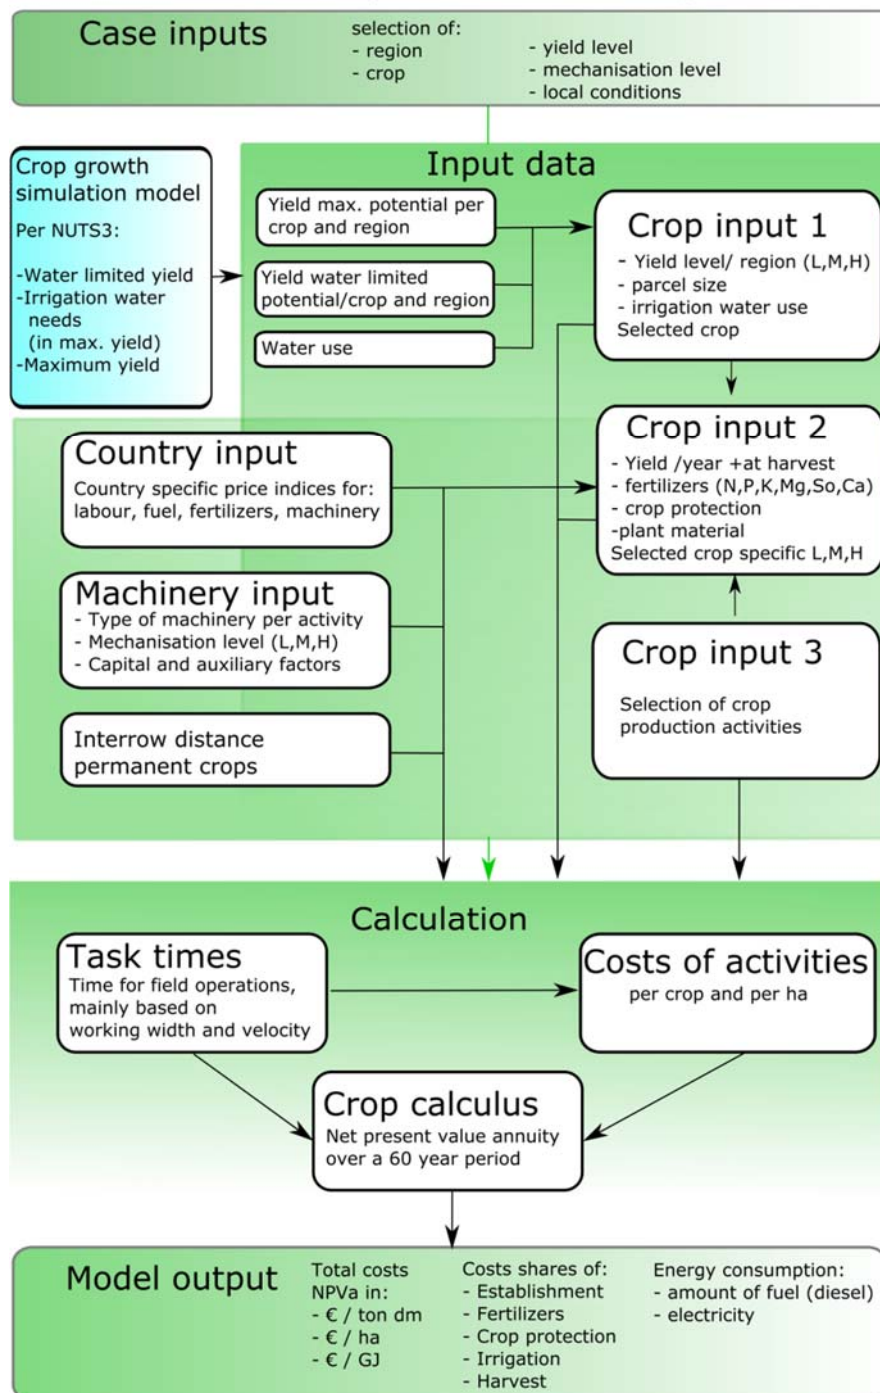 Case inputs
selection of:
- region
- crop
- yield level
- mechanisation level
- local conditions
Crop growth
simulation model
Per NUTS3:
-Water limited yield
-Irrigation water
needs
(in max. yield)
-Maximum yield
Input data
Yield max. potential per
crop and region
Yield water limited
potential/crop and region
Water use
Crop input 1
- Yield level/ region (L,M,H)
- parcel size
- irrigation water use
Selected crop
Country input
Country specific price indices for:
labour, fuel, fertilizers, machinery
Crop input 2
- Yield /year +at harvest
- fertilizers (N,P,K,Mg,So,Ca)
- crop protection
-plant material
Selected crop specific L,M,H
Machinery input
- Type of machinery per activity
- Mechanisation level (L,M,H)
- Capital and auxiliary factors
Crop input 3
Selection of crop
production activities
Interrow distance
permanent crops
Calculation
Task times
Time for field operations,
mainly based on
working width and velocity
Costs of activities
per crop and per ha
Crop calculus
Net present value annuity
over a 60 year period
Model output
Total costs
NPVa in:
- € / ton dm
- € / ha
- € / GJ
Costs shares of:
- Establishment
- Fertilizers
- Crop protection
- Irrigation
- Harvest
Energy consumption:
- amount of fuel (diesel)
- electricity